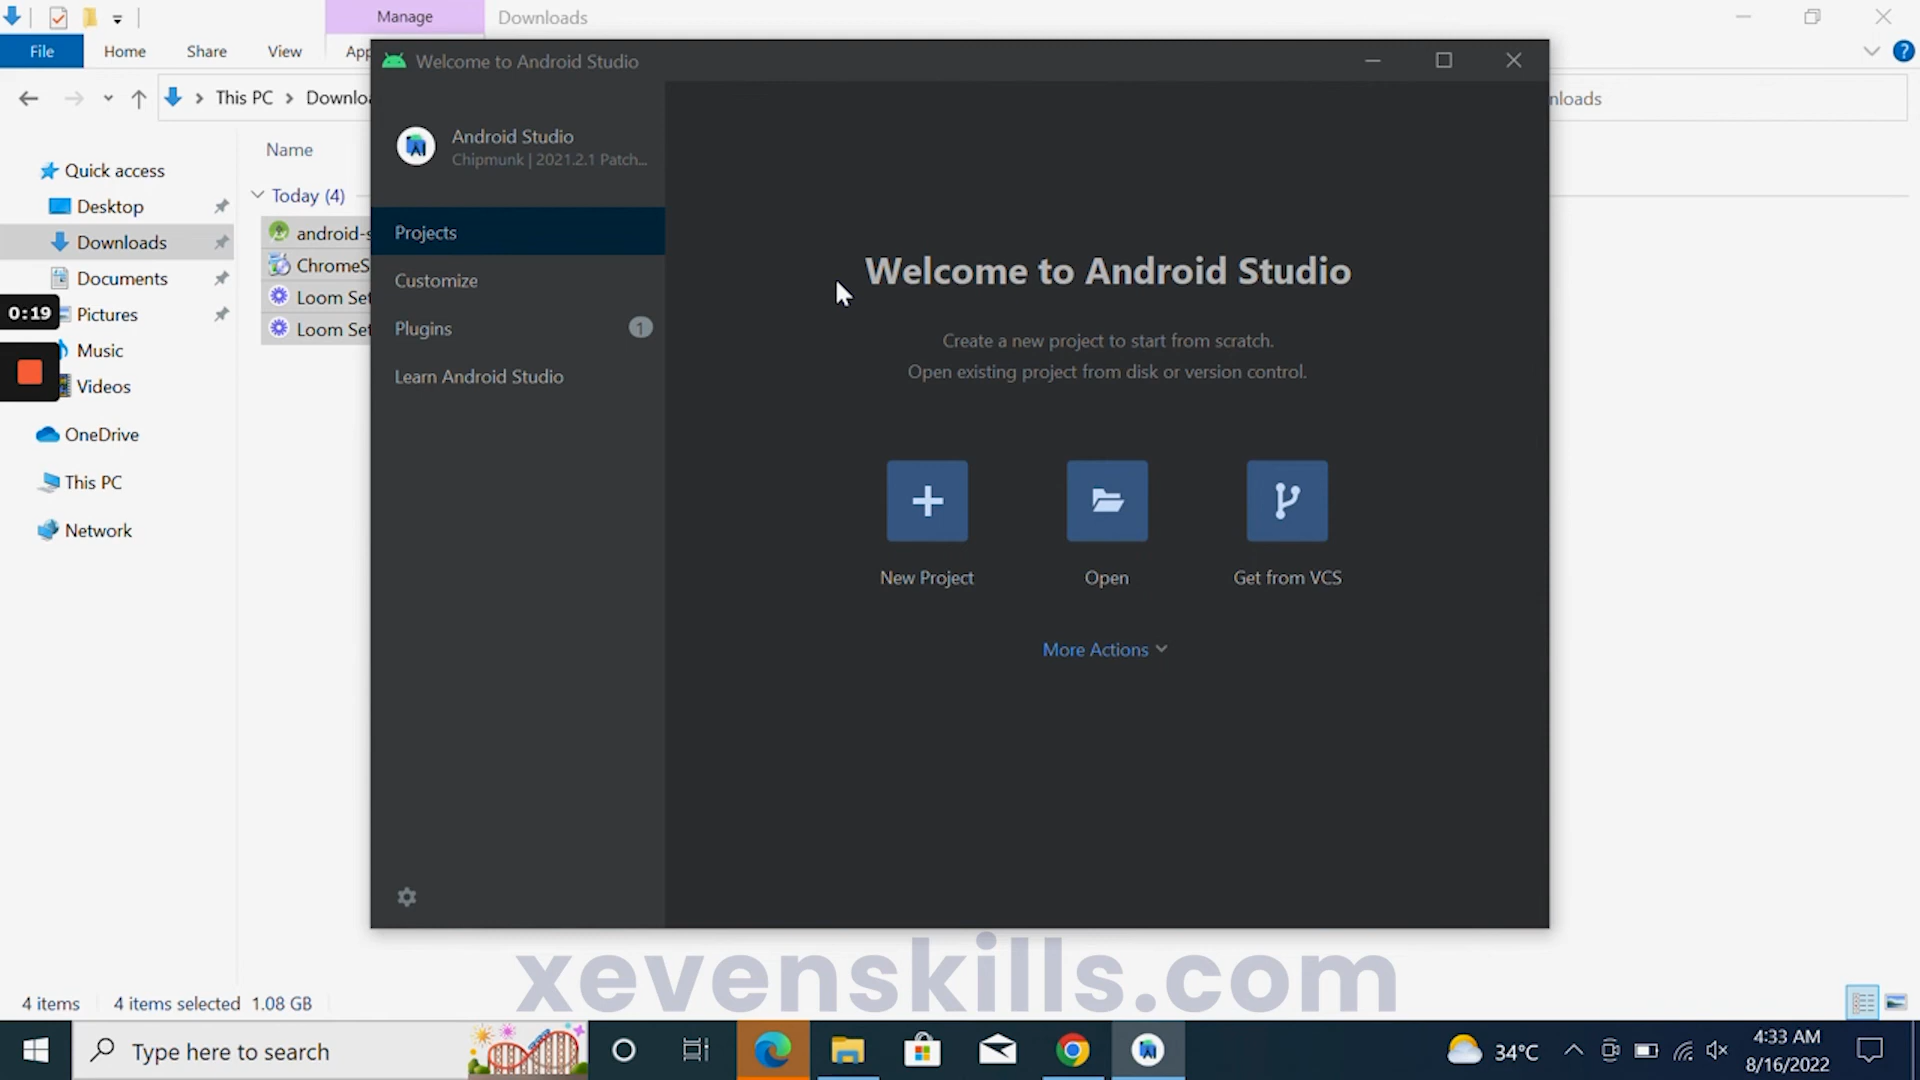 Manage
Downloads
File
Home
Share
View
App
This PC
Downloa
nloads
Quick access
Desktop
Downloads
Documents
Pictures
Music
Videos
OneDrive
This PC
Network
0:19
Name
Today (4)
android-s
ChromeS
Loom Set
Loom Set
Welcome to Android Studio
Android Studio
Chipmunk | 2021.2.1 Patch...
Projects
Customize
Plugins
1
Learn Android Studio
Welcome to Android Studio
Create a new project to start from scratch.
Open existing project from disk or version control.
New Project
Open
Get from VCS
More Actions
xevenskills.com
4 items
4 items selected 1.08 GB
Type here to search
34°C
4:33 AM
8/16/2022